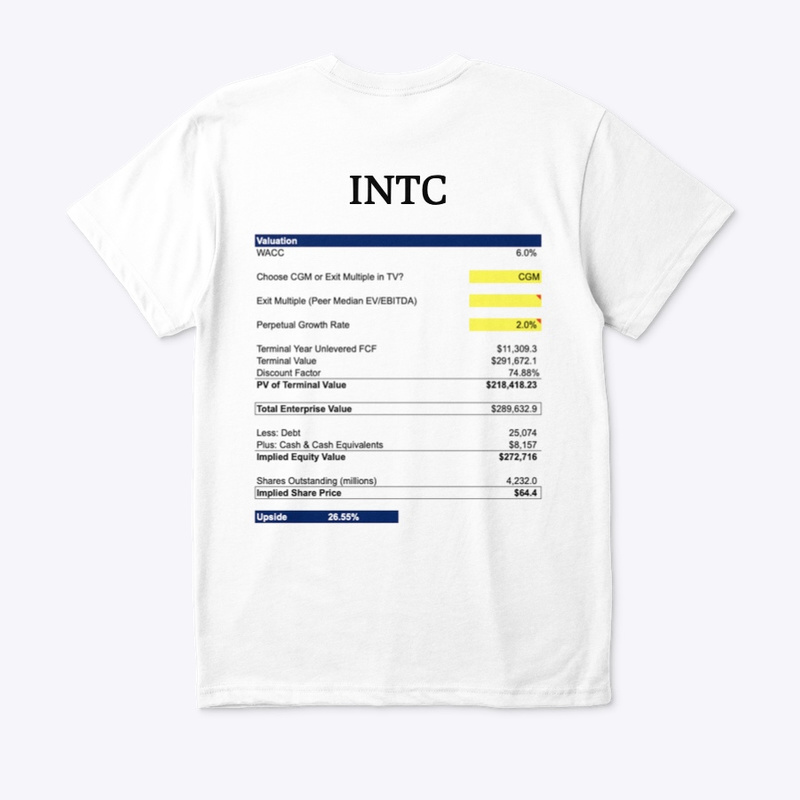 INTC
Valuation
WACC 6.0%
Choose CGM or Exit Multiple in TV? CGM
Exit Multiple (Peer Median EV/EBITDA)
Perpetual Growth Rate 2.0%
Terminal Year Unlevered FCF $11,309.3
Terminal Value $291,672.1
Discount Factor 74.88%
PV of Terminal Value $218,418.23
Total Enterprise Value $289,632.9
Less: Debt 25,074
Plus: Cash & Cash Equivalents $8,157
Implied Equity Value $272,716
Shares Outstanding (millions) 4,232.0
Implied Share Price $64.4
Upside 26.55%